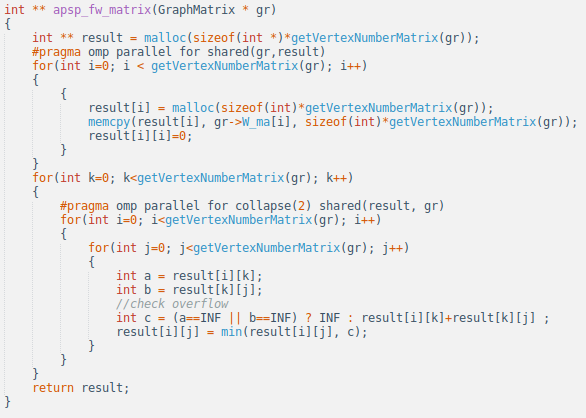 int ** apsp_fw_matrix(GraphMatrix * gr)
{
    int ** result = malloc(sizeof(int *)*getVertexNumberMatrix(gr));
    #pragma omp parallel for shared(gr,result)
    for(int i=0; i < getVertexNumberMatrix(gr); i++)
    {
        {
            result[i] = malloc(sizeof(int)*getVertexNumberMatrix(gr));
            memcpy(result[i], gr->W_ma[i], sizeof(int)*getVertexNumberMatrix(gr));
            result[i][i]=0;
        }
    }
    for(int k=0; k<getVertexNumberMatrix(gr); k++)
    {
        #pragma omp parallel for collapse(2) shared(result, gr)
        for(int i=0; i<getVertexNumberMatrix(gr); i++)
        {
            for(int j=0; j<getVertexNumberMatrix(gr); j++)
            {
                int a = result[i][k];
                int b = result[k][j];
                //check overflow
                int c = (a==INF || b==INF) ? INF : result[i][k]+result[k][j] ;
                result[i][j] = min(result[i][j], c);
            }
        }
    }
    return result;
}